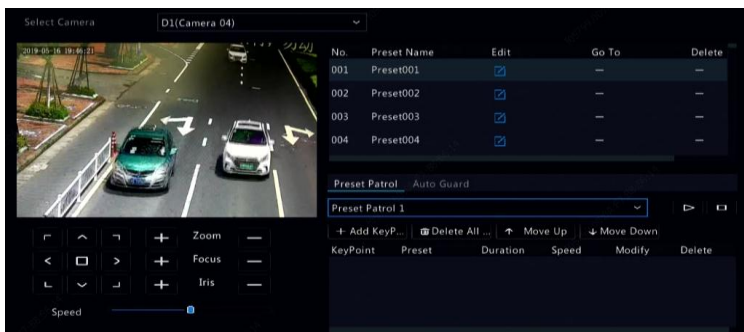 Select Camera D1(Camera 04)
2019-05-16 19:46:21
No. Preset Name Edit Go To Delete
001 Preset001
002 Preset002
003 Preset003
004 Preset004
Preset Patrol Auto Guard
Preset Patrol 1
+ Add KeyP... Delete All ... Move Up Move Down
KeyPoint Preset Duration Speed Modify Delete
Zoom
Focus
Iris
Speed